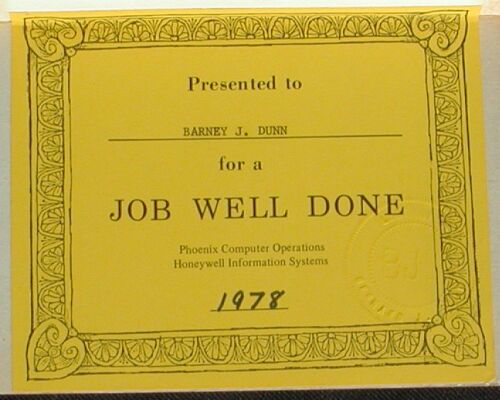 Presented to
BARNEY J. DUNN
for a
JOB WELL DONE
Phoenix Computer Operations
Honeywell Information Systems
1978